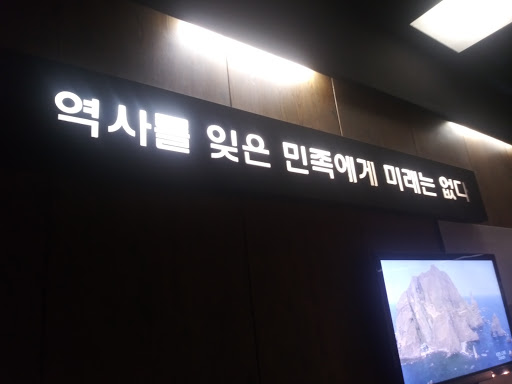 역사를 잊은 민족에게 미래는 없다